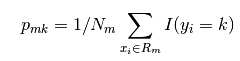 p_{mk} = 1/N_m \sum_{x_i \in R_m} I(y_i = k)